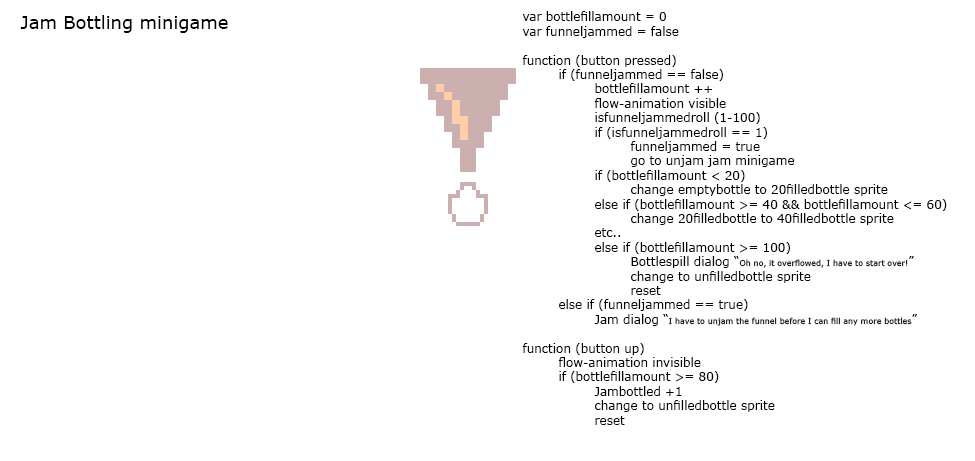 Jam Bottling minigame
var bottlefillamount = 0
var funneljammed = false
function (button pressed)
if (funneljammed == false)
bottlefillamount ++
flow-animation visible
isfunneljammedroll (1-100)
if (isfunneljammedroll == 1)
funneljammed = true
go to unjam jam minigame
if (bottlefillamount < 20)
change emptybottle to 20filledbottle sprite
else if (bottlefillamount >= 40 && bottlefillamount <= 60)
change 20filledbottle to 40filledbottle sprite
etc..
else if (bottlefillamount >= 100)
Bottlespill dialog “Oh no, it overflowed, I have to start over!”
change to unfilledbottle sprite
reset
else if (funneljammed == true)
Jam dialog “I have to unjam the funnel before I can fill any more bottles”
function (button up)
flow-animation invisible
if (bottlefillamount >= 80)
Jambottled +1
change to unfilledbottle sprite
reset